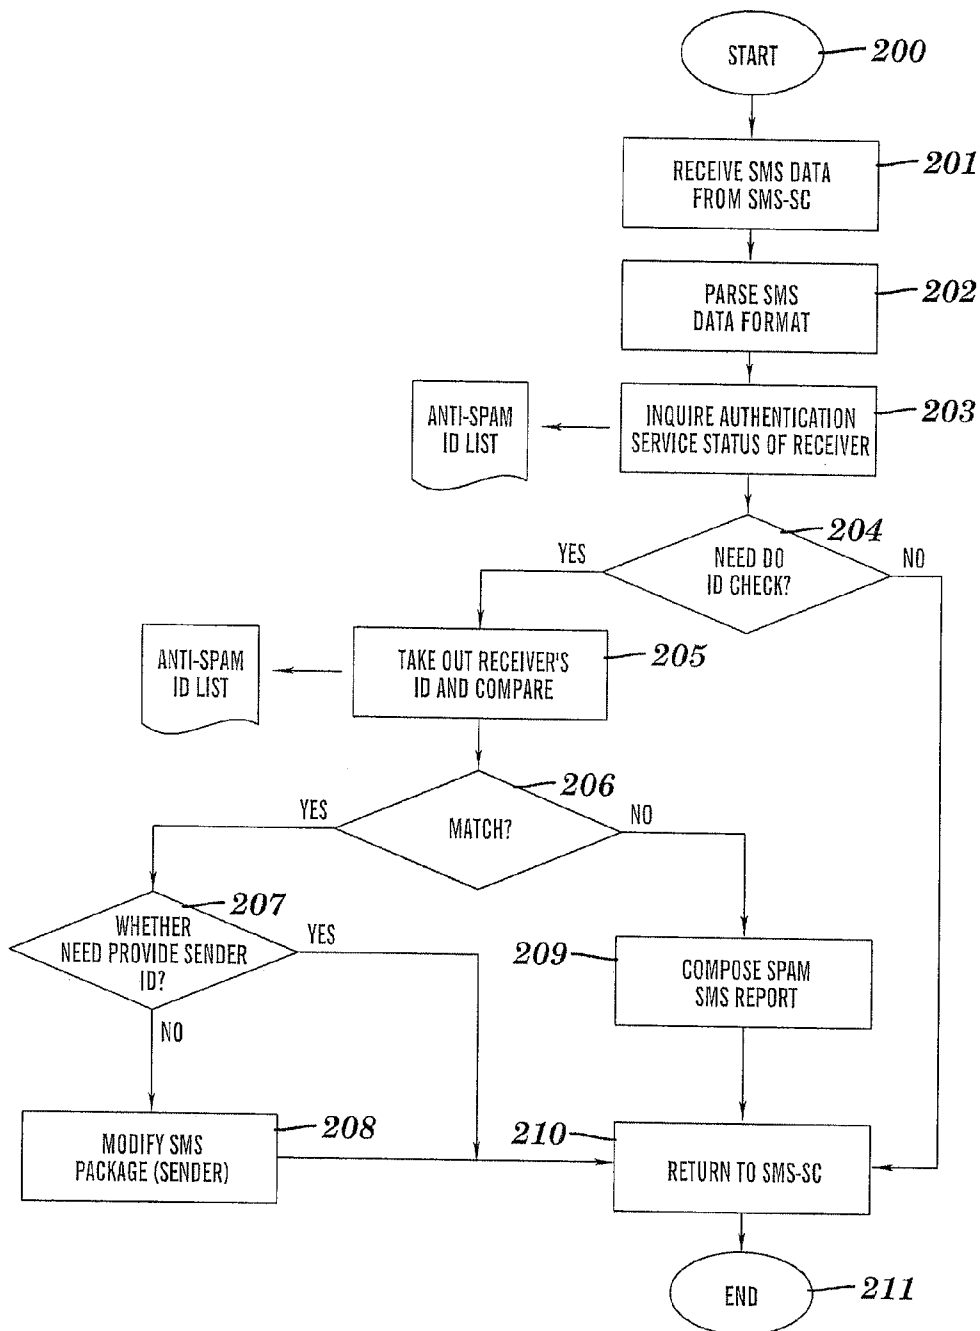 START
200
RECEIVE SMS DATA
FROM SMS-SC
201
PARSE SMS
DATA FORMAT
202
ANTI-SPAM
ID LIST
INQUIRE AUTHENTICATION
SERVICE STATUS OF RECEIVER
203
204
YES
NEED DO
ID CHECK?
NO
ANTI-SPAM
ID LIST
TAKE OUT RECEIVER'S
ID AND COMPARE
205
206
YES
MATCH?
NO
207
WHETHER
NEED PROVIDE SENDER
ID?
YES
NO
209
COMPOSE SPAM
SMS REPORT
MODIFY SMS
PACKAGE (SENDER)
208
210
RETURN TO SMS-SC
END
211